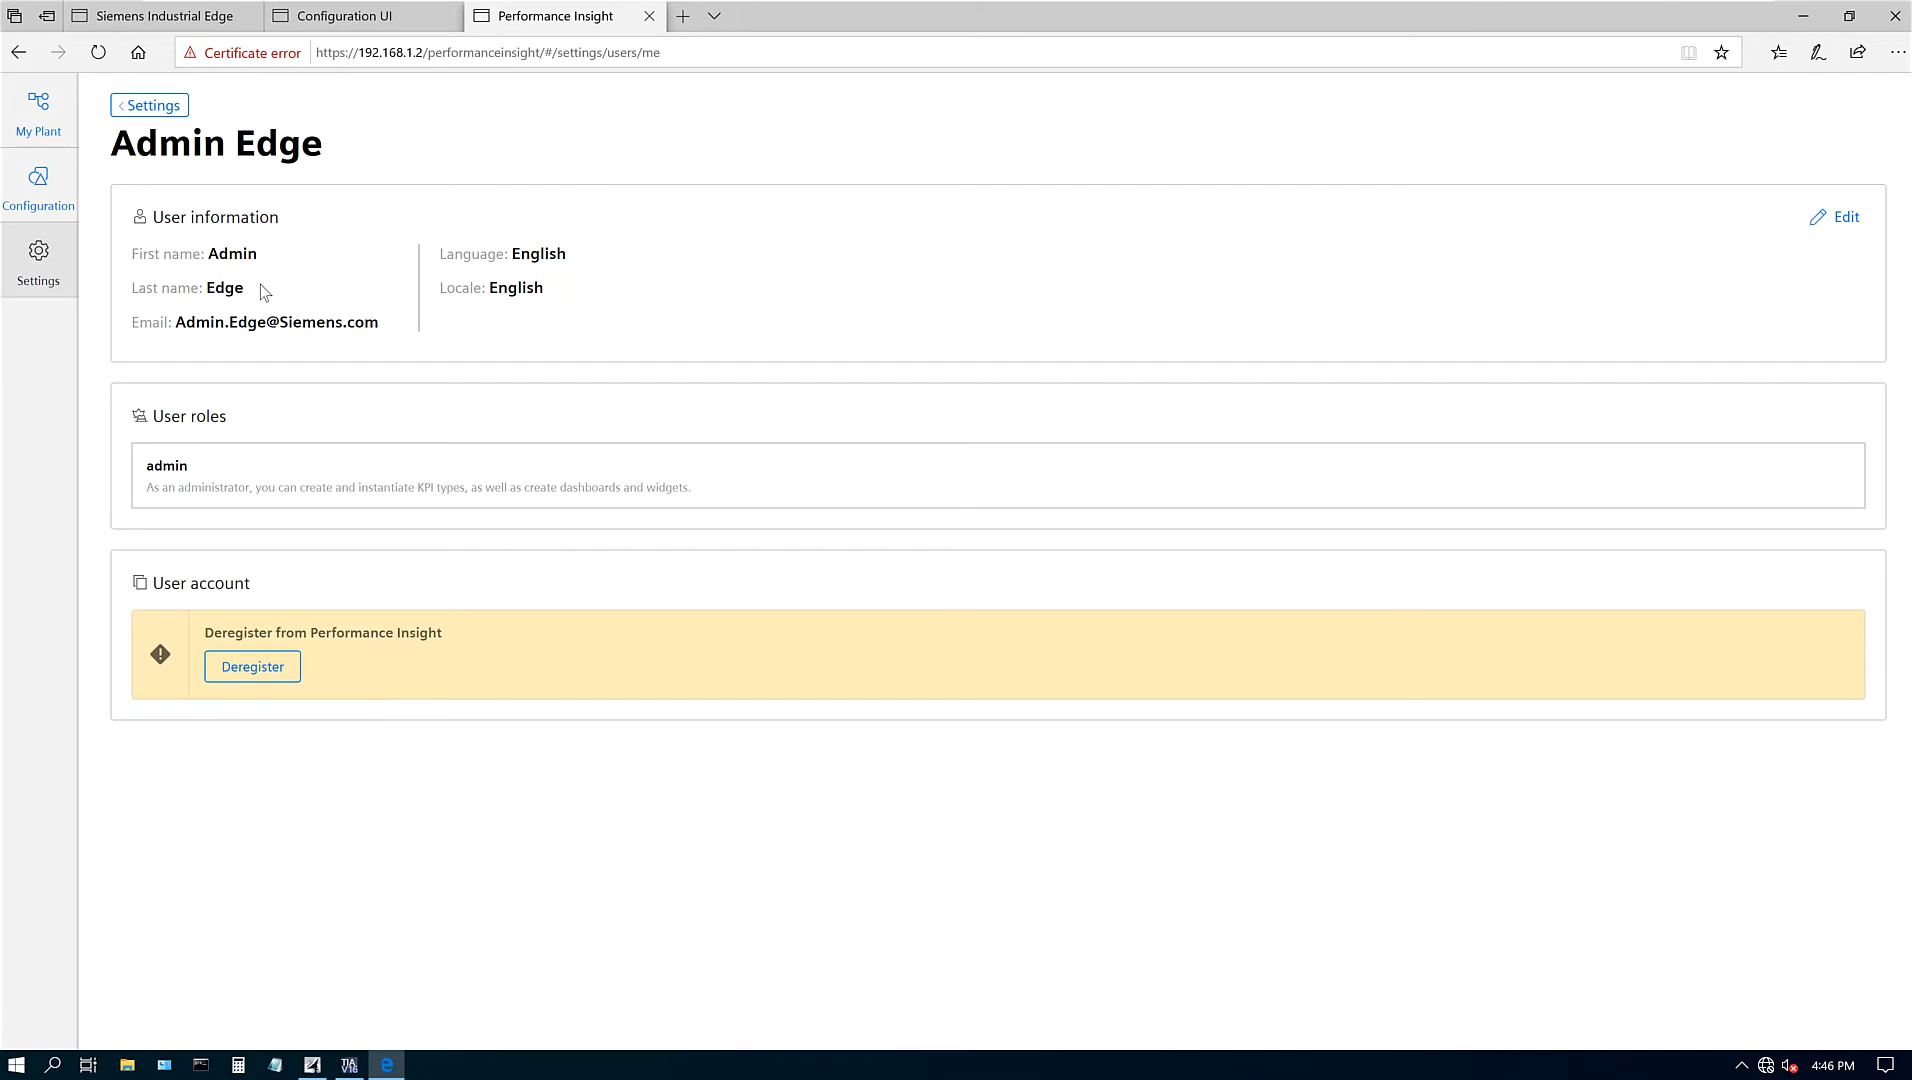 Siemens Industrial Edge
Configuration UI
Performance Insight
Certificate error
https://192.168.1.2/performanceinsight/#/settings/users/me
My Plant
Configuration
Settings
Settings
Admin Edge
User information
Edit
First name: Admin
Language: English
Last name: Edge
Locale: English
Email: Admin.Edge@Siemens.com
User roles
admin
As an administrator, you can create and instantiate KPI types, as well as create dashboards and widgets.
User account
Deregister from Performance Insight
Deregister
TIA
V16
4:46 PM